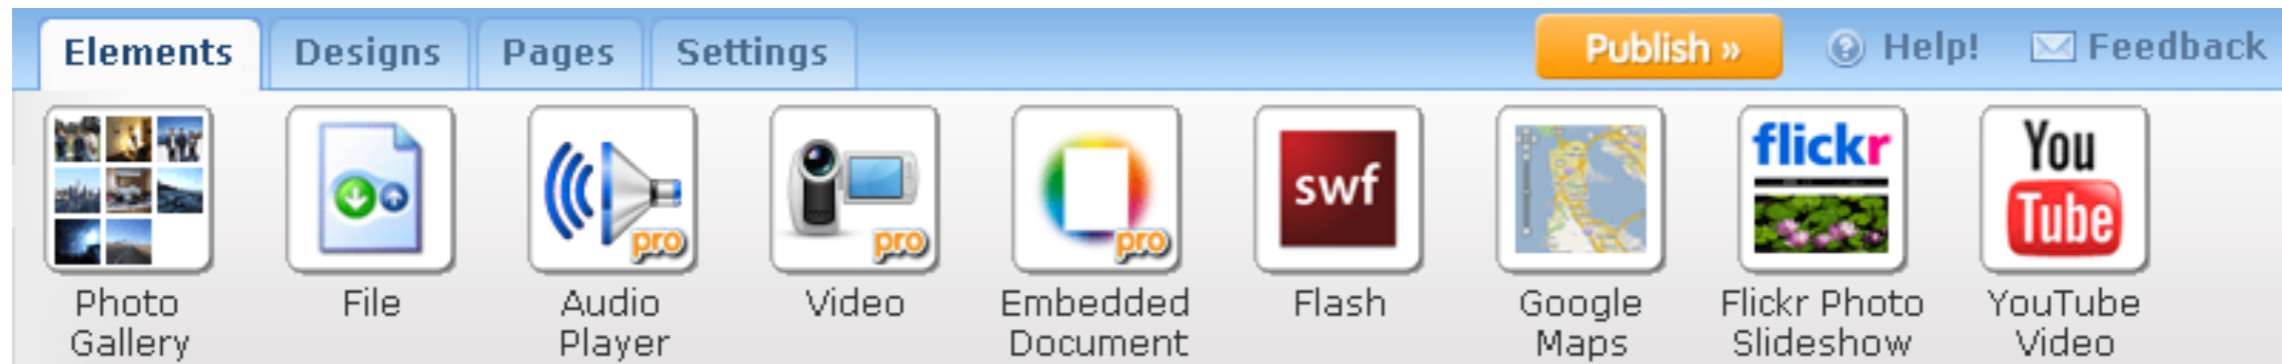 Elements Designs Pages Settings Publish » Help! Feedback
pro pro pro swf flickr You Tube
Photo Gallery
File
Audio Player
Video
Embedded Document
Flash
Google Maps
Flickr Photo Slideshow
YouTube Video